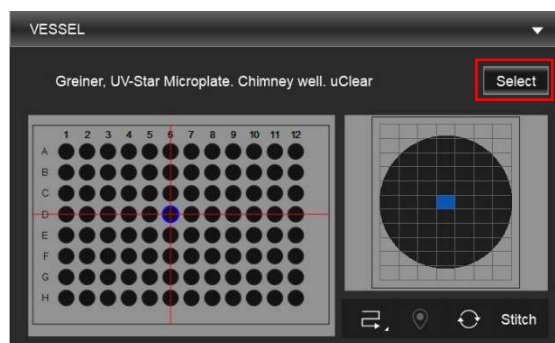 VESSEL
Greiner, UV-Star Microplate. Chimney well. uClear
Select
1 2 3 4 5 6 7 8 9 10 11 12
A
B
C
D
E
F
G
H
Stitch